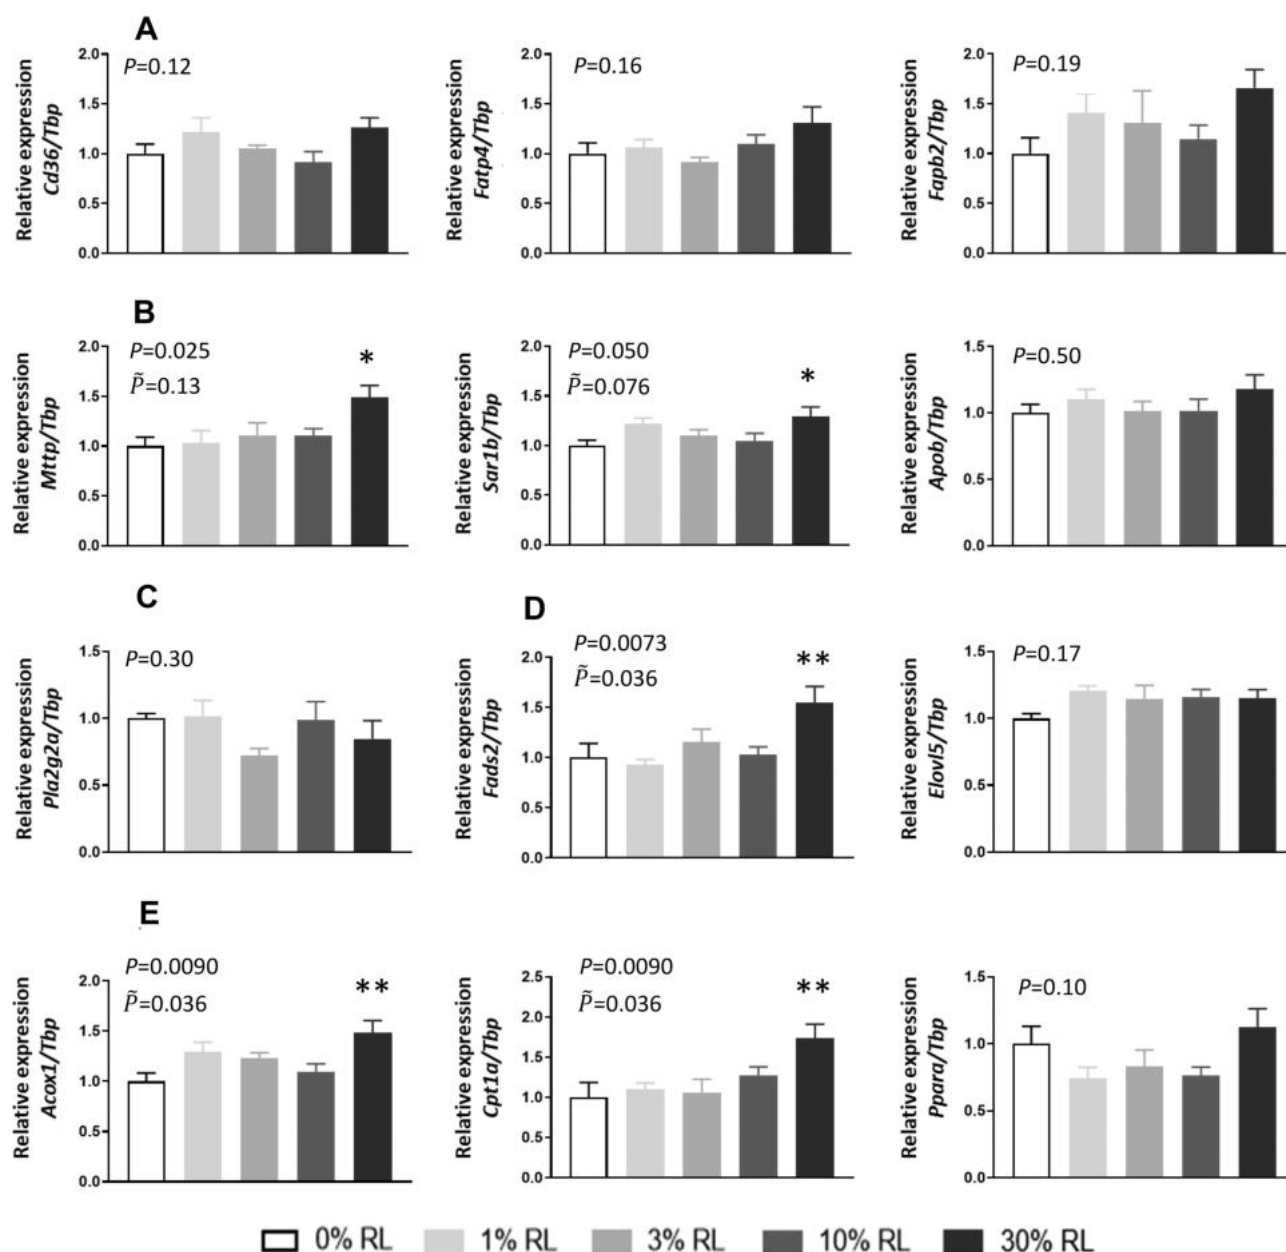 A
Relative expression
Cd36/Tbp
2.0
1.5
1.0
0.5
0.0
P=0.12
Relative expression
Fatp4/Tbp
2.0
1.5
1.0
0.5
0.0
P=0.16
Relative expression
Fapb2/Tbp
2.0
1.5
1.0
0.5
0.0
P=0.19
B
Relative expression
Mttp/Tbp
2.0
1.5
1.0
0.5
0.0
P=0.025
P̃=0.13
*
Relative expression
Sar1b/Tbp
2.0
1.5
1.0
0.5
0.0
P=0.050
P̃=0.076
*
Relative expression
Apob/Tbp
1.5
1.0
0.5
0.0
P=0.50
C
Relative expression
Pla2g2a/Tbp
1.5
1.0
0.5
0.0
P=0.30
D
Relative expression
Fads2/Tbp
2.0
1.5
1.0
0.5
0.0
P=0.0073
P̃=0.036
**
Relative expression
Elovl5/Tbp
1.5
1.0
0.5
0.0
P=0.17
E
Relative expression
Acox1/Tbp
2.0
1.5
1.0
0.5
0.0
P=0.0090
P̃=0.036
**
Relative expression
Cpt1a/Tbp
2.5
2.0
1.5
1.0
0.5
0.0
P=0.0090
P̃=0.036
**
Relative expression
Ppara/Tbp
1.5
1.0
0.5
0.0
P=0.10
0% RL 1% RL 3% RL 10% RL 30% RL